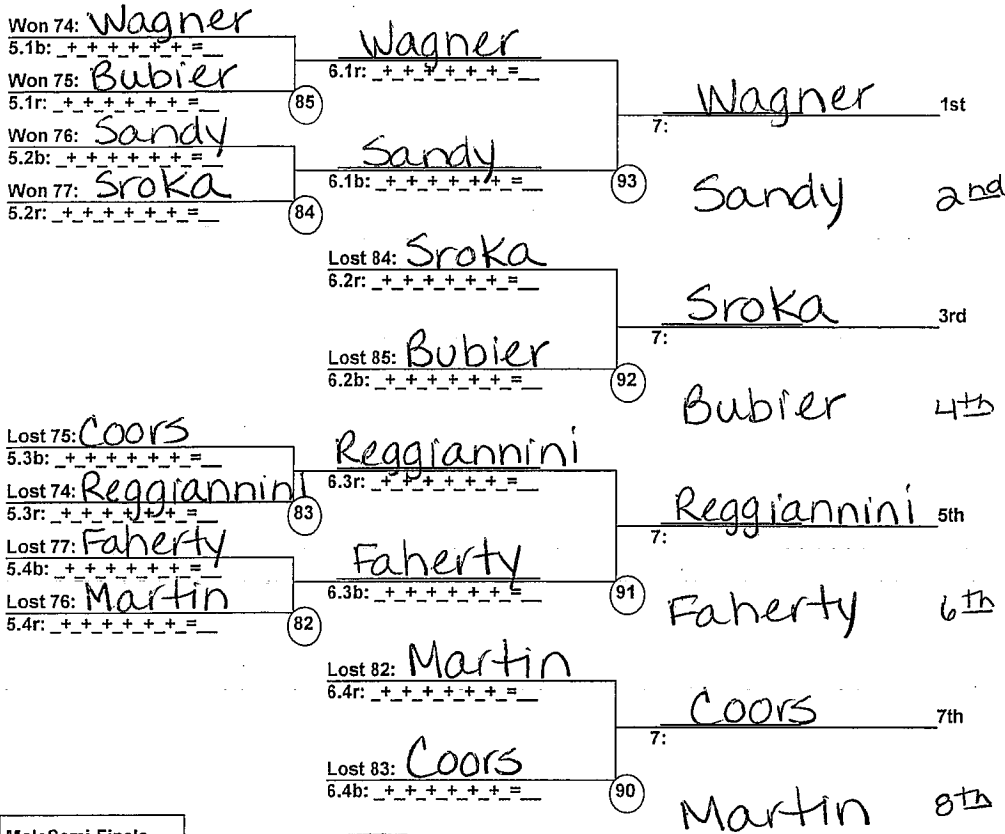 Won 74: Wagner
5.1b: _+_+_+_+_+_=__
Won 75: Bubier
5.1r: _+_+_+_+_+_=__
85
Won 76: Sandy
5.2b: _+_+_+_+_+_=__
Won 77: Sroka
5.2r: _+_+_+_+_+_=__
84
Wagner
6.1r: _+_+_+_+_+_=__
Sandy
6.1b: _+_+_+_+_+_=__
93
Wagner 1st
7:
Sandy 2nd
Lost 84: Sroka
6.2r: _+_+_+_+_+_=__
Lost 85: Bubier
6.2b: _+_+_+_+_+_=__
92
Sroka 3rd
7:
Bubier 4th
Lost 75: Coors
5.3b: _+_+_+_+_+_=__
Lost 74: Reggiannini
5.3r: _+_+_+_+_+_=__
83
Lost 77: Faherty
5.4b: _+_+_+_+_+_=__
Lost 76: Martin
5.4r: _+_+_+_+_+_=__
82
Reggiannini
6.3r: _+_+_+_+_+_=__
Faherty
6.3b: _+_+_+_+_+_=__
91
Reggiannini 5th
7:
Faherty 6th
Lost 82: Martin
6.4r: _+_+_+_+_+_=__
Lost 83: Coors
6.4b: _+_+_+_+_+_=__
90
Coors 7th
7:
Martin 8th